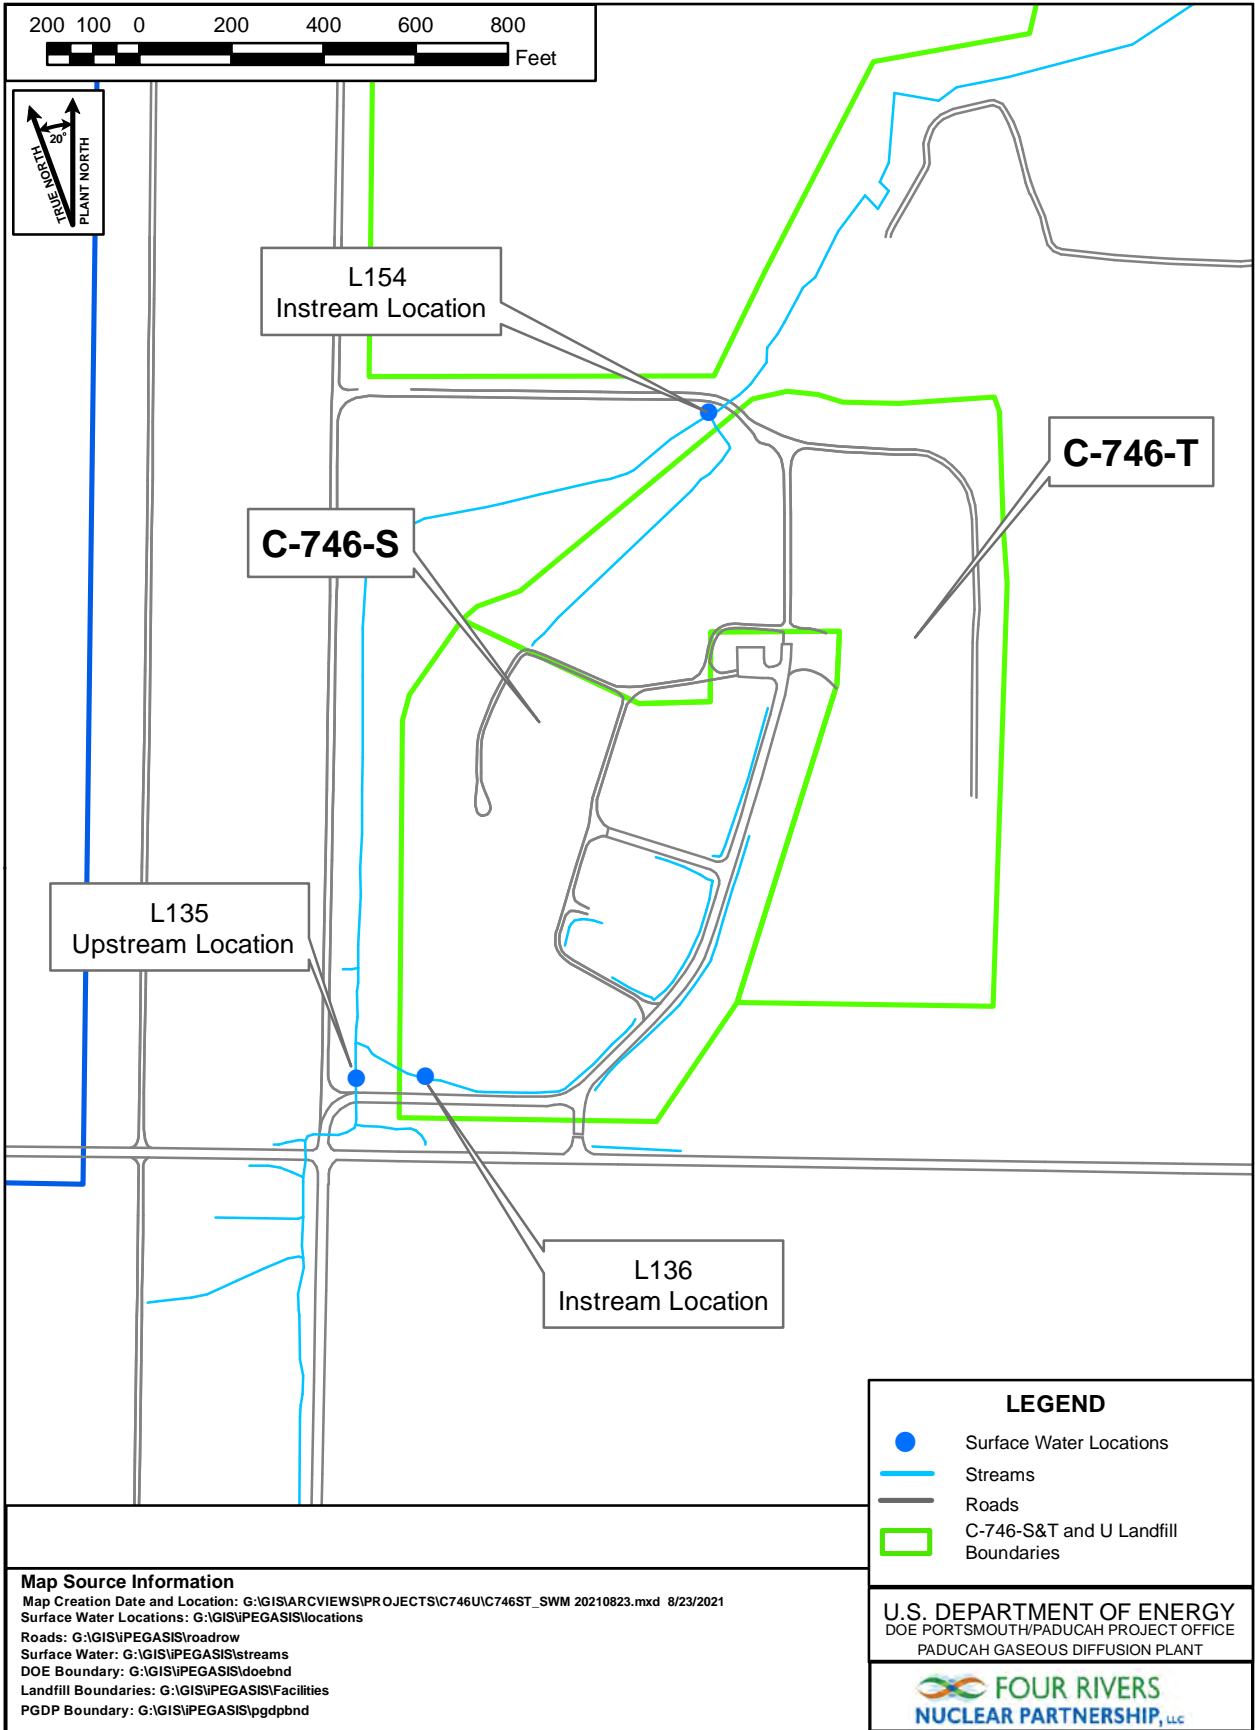 200 100 0 200 400 600 800
Feet
20°
TRUE NORTH
PLANT NORTH
L154
Instream Location
C-746-T
C-746-S
L135
Upstream Location
L136
Instream Location
LEGEND
Surface Water Locations
Streams
Roads
C-746-S&T and U Landfill
Boundaries
Map Source Information
Map Creation Date and Location: G:\GIS\ARCVIEWS\PROJECTS\C746U\C746ST_SWM 20210823.mxd 8/23/2021
Surface Water Locations: G:\GIS\iPEGASIS\locations
Roads: G:\GIS\iPEGASIS\roadrow
Surface Water: G:\GIS\iPEGASIS\streams
DOE Boundary: G:\GIS\iPEGASIS\doebnd
Landfill Boundaries: G:\GIS\iPEGASIS\Facilities
PGDP Boundary: G:\GIS\iPEGASIS\pgdpbnd
U.S. DEPARTMENT OF ENERGY
DOE PORTSMOUTH/PADUCAH PROJECT OFFICE
PADUCAH GASEOUS DIFFUSION PLANT
FOUR RIVERS
NUCLEAR PARTNERSHIP, LLC